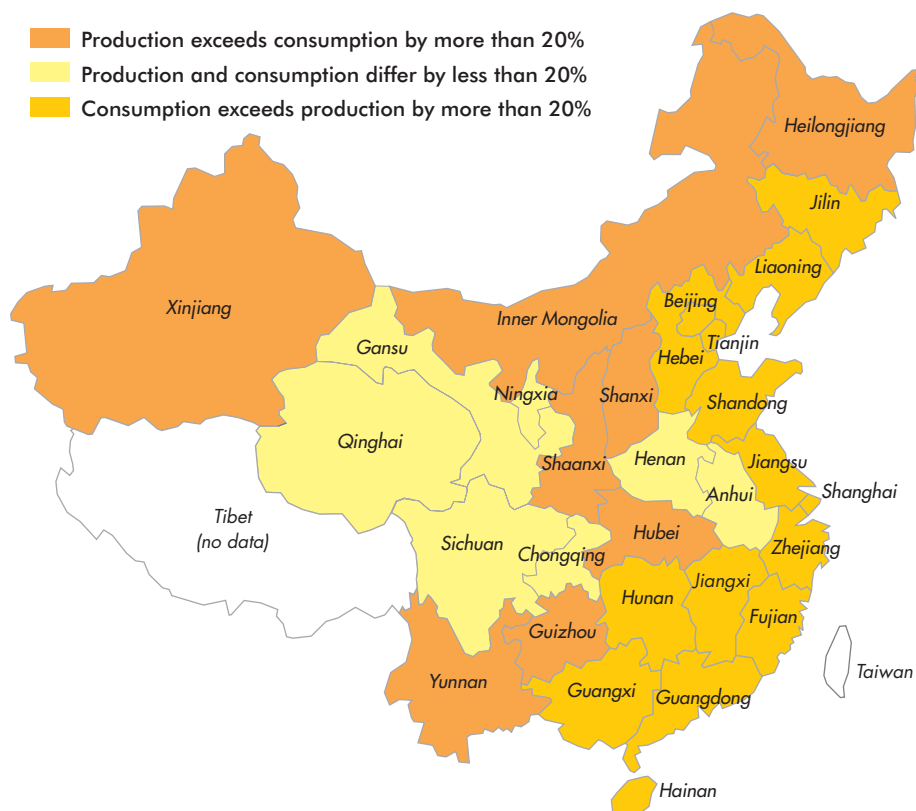 Production exceeds consumption by more than 20%
Production and consumption differ by less than 20%
Consumption exceeds production by more than 20%
Heilongjiang
Jilin
Liaoning
Xinjiang
Beijing
Inner Mongolia
Tianjin
Gansu
Hebei
Ningxia
Shanxi
Shandong
Qinghai
Shaanxi
Henan
Jiangsu
Anhui
Shanghai
Tibet
(no data)
Sichuan
Chongqing
Hubei
Zhejiang
Jiangxi
Hunan
Fujian
Guizhou
Taiwan
Yunnan
Guangxi
Guangdong
Hainan